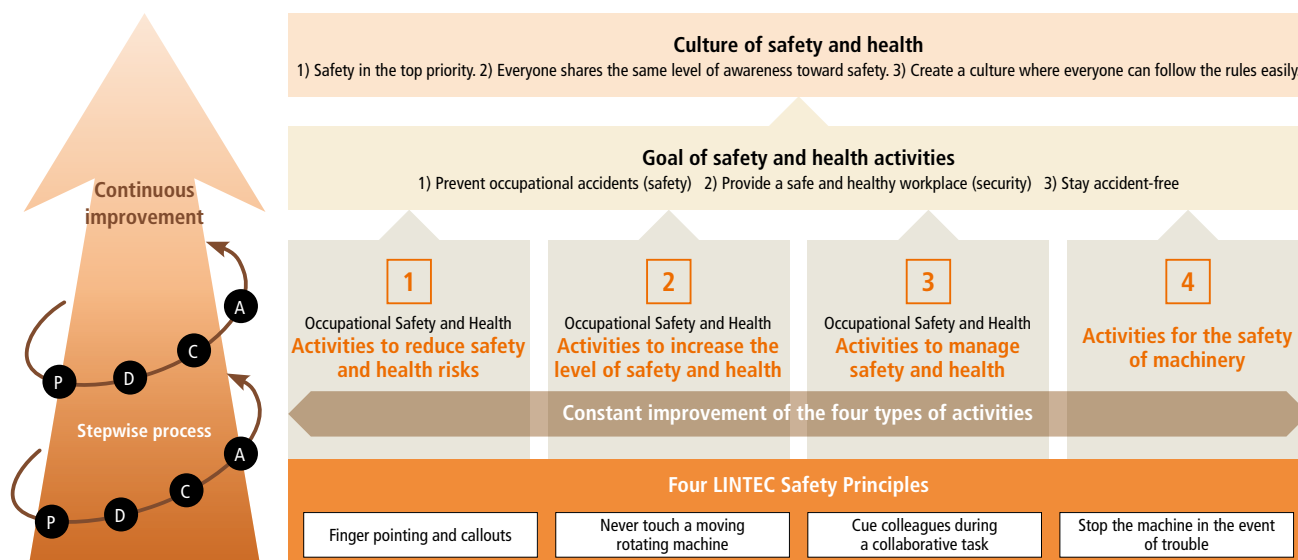 Continuous
improvement
A
C
D
P
Stepwise process
A
C
D
P
Culture of safety and health
1) Safety in the top priority. 2) Everyone shares the same level of awareness toward safety. 3) Create a culture where everyone can follow the rules easily.
Goal of safety and health activities
1) Prevent occupational accidents (safety) 2) Provide a safe and healthy workplace (security) 3) Stay accident-free
1
Occupational Safety and Health
Activities to reduce safety
and health risks
2
Occupational Safety and Health
Activities to increase the
level of safety and health
3
Occupational Safety and Health
Activities to manage
safety and health
4
Activities for the safety
of machinery
Constant improvement of the four types of activities
Four LINTEC Safety Principles
Finger pointing and callouts
Never touch a moving
rotating machine
Cue colleagues during
a collaborative task
Stop the machine in the event
of trouble